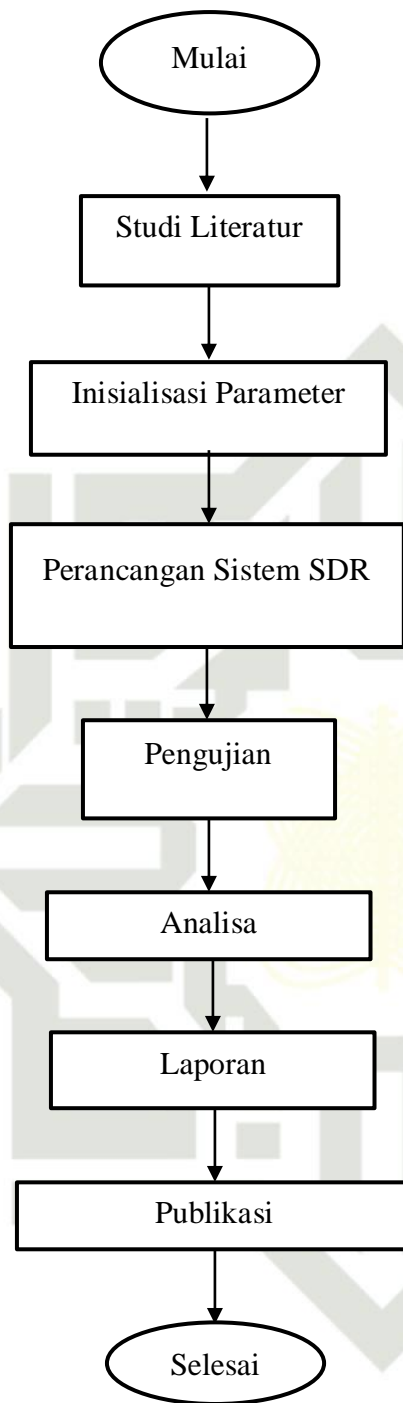 Mulai
Studi Literatur
Inisialisasi Parameter
Perancangan Sistem SDR
Pengujian
Analisa
Laporan
Publikasi
Selesai